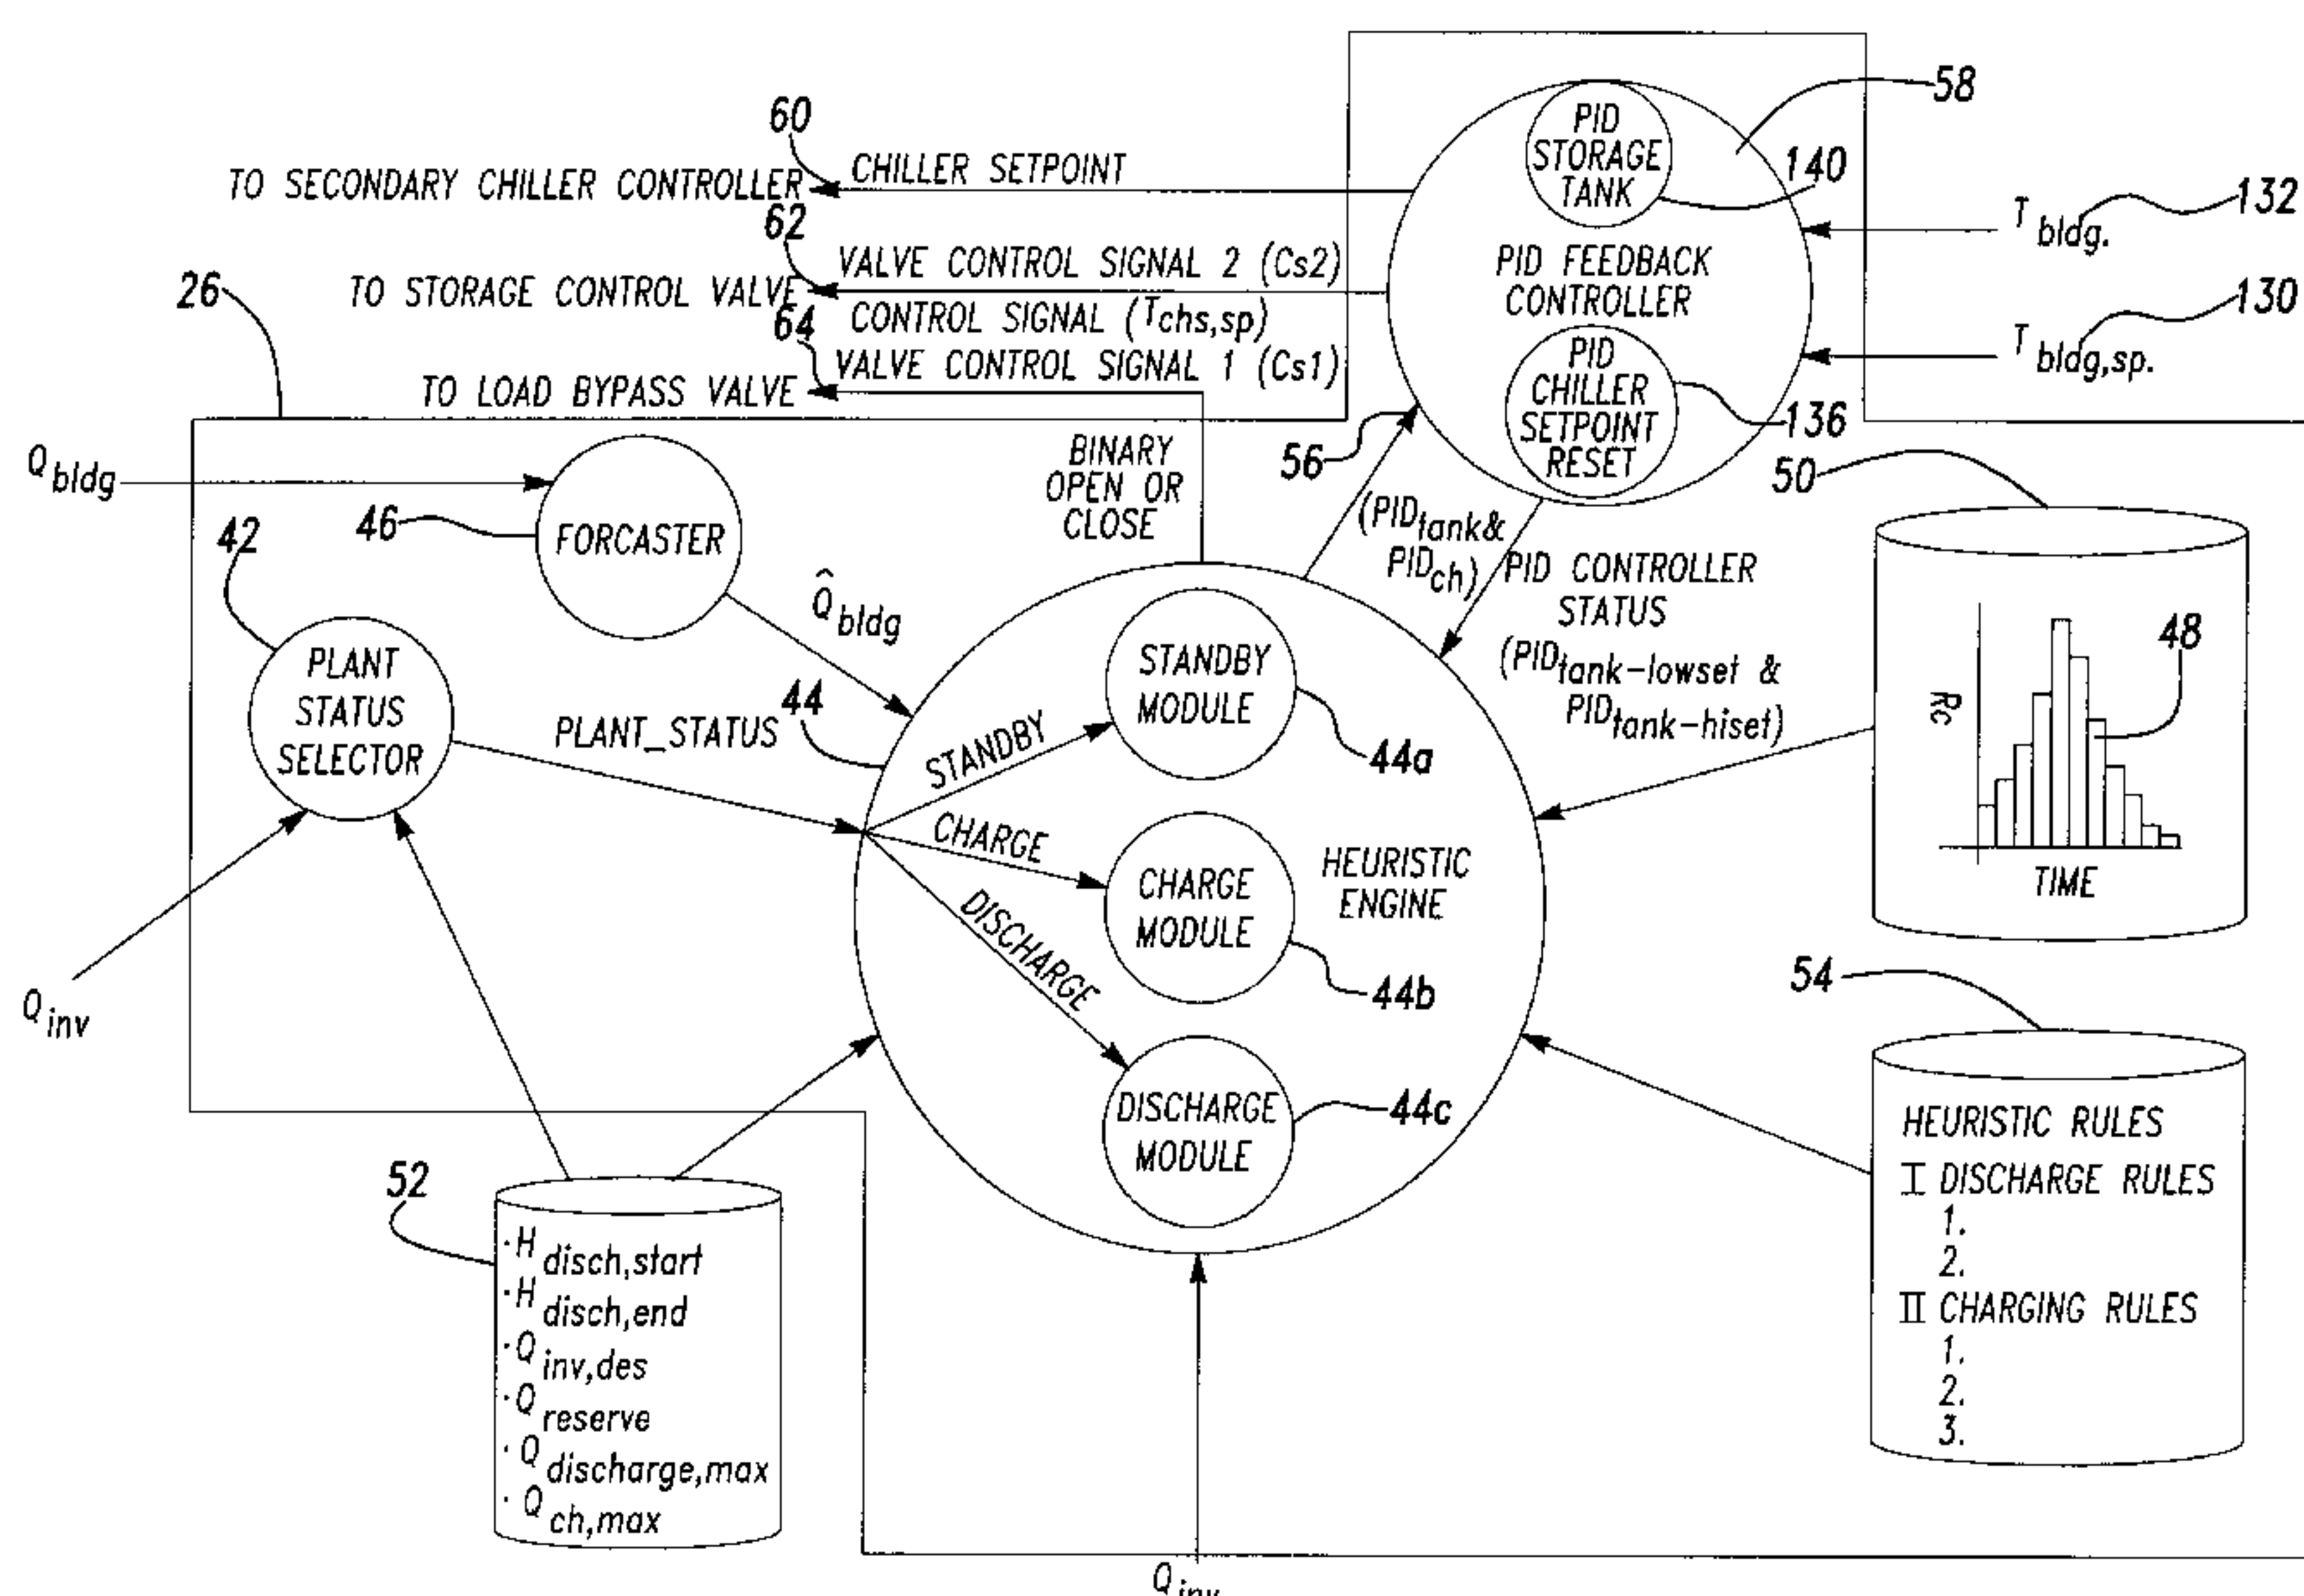 58
PID
STORAGE
TANK
140
60
CHILLER SETPOINT
TO SECONDARY CHILLER CONTROLLER
62
132
T bldg.
VALVE CONTROL SIGNAL 2 (Cs2)
PID FEEDBACK
CONTROLLER
26
TO STORAGE CONTROL VALVE
CONTROL SIGNAL (Tchs,sp)
64
130
T bldg,sp.
VALVE CONTROL SIGNAL 1 (Cs1)
TO LOAD BYPASS VALVE
PID
CHILLER
SETPOINT
RESET
136
56
50
Q bldg
BINARY
OPEN OR
CLOSE
46
FORCASTER
42
(PIDtank&
PIDch)
PID CONTROLLER
STATUS
(PIDtank-lowset &
PIDtank-hiset)
Q̂ bldg
PLANT
STATUS
SELECTOR
PLANT_STATUS
44
STANDBY
STANDBY
MODULE
44a
48
Rc
TIME
CHARGE
CHARGE
MODULE
HEURISTIC
ENGINE
44b
DISCHARGE
DISCHARGE
MODULE
44c
Q inv
54
HEURISTIC RULES
I DISCHARGE RULES
1.
2.
II CHARGING RULES
1.
2.
3.
52
·H disch,start
·H disch,end
·Q inv,des
·Q reserve
·Q discharge,max
·Q ch,max
Q inv